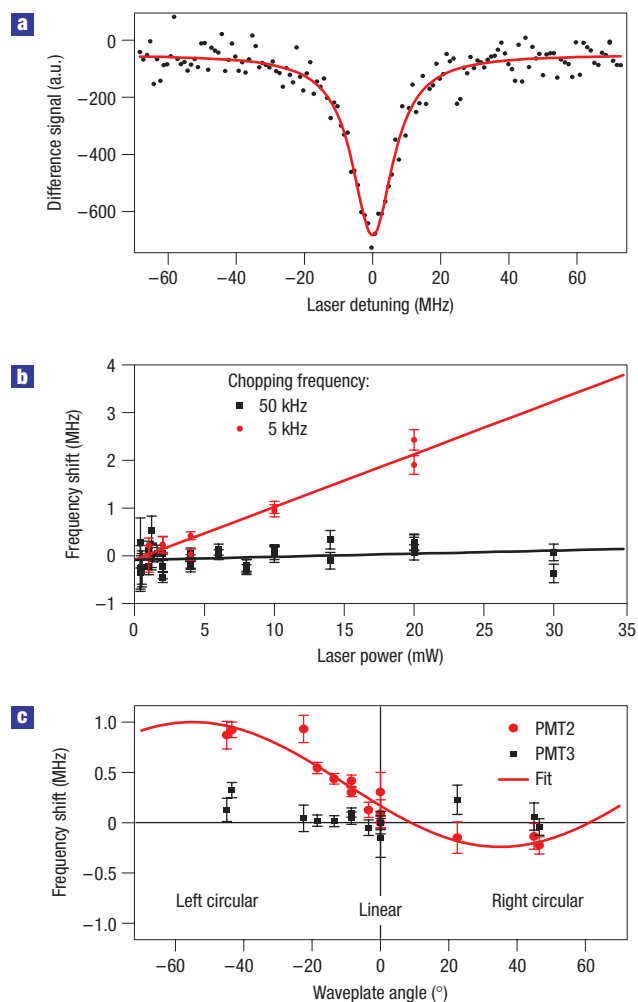 a
Difference signal (a.u.)
0
−200
−400
−600
−60
−40
−20
0
20
40
60
Laser detuning (MHz)
b
Frequency shift (MHz)
4
3
2
1
0
−1
Chopping frequency:
50 kHz
5 kHz
0
5
10
15
20
25
30
35
Laser power (mW)
c
Frequency shift (MHz)
1.0
0.5
0
−0.5
−1.0
PMT2
PMT3
Fit
Left circular
Linear
Right circular
−60
−40
−20
0
20
40
60
Waveplate angle (°)